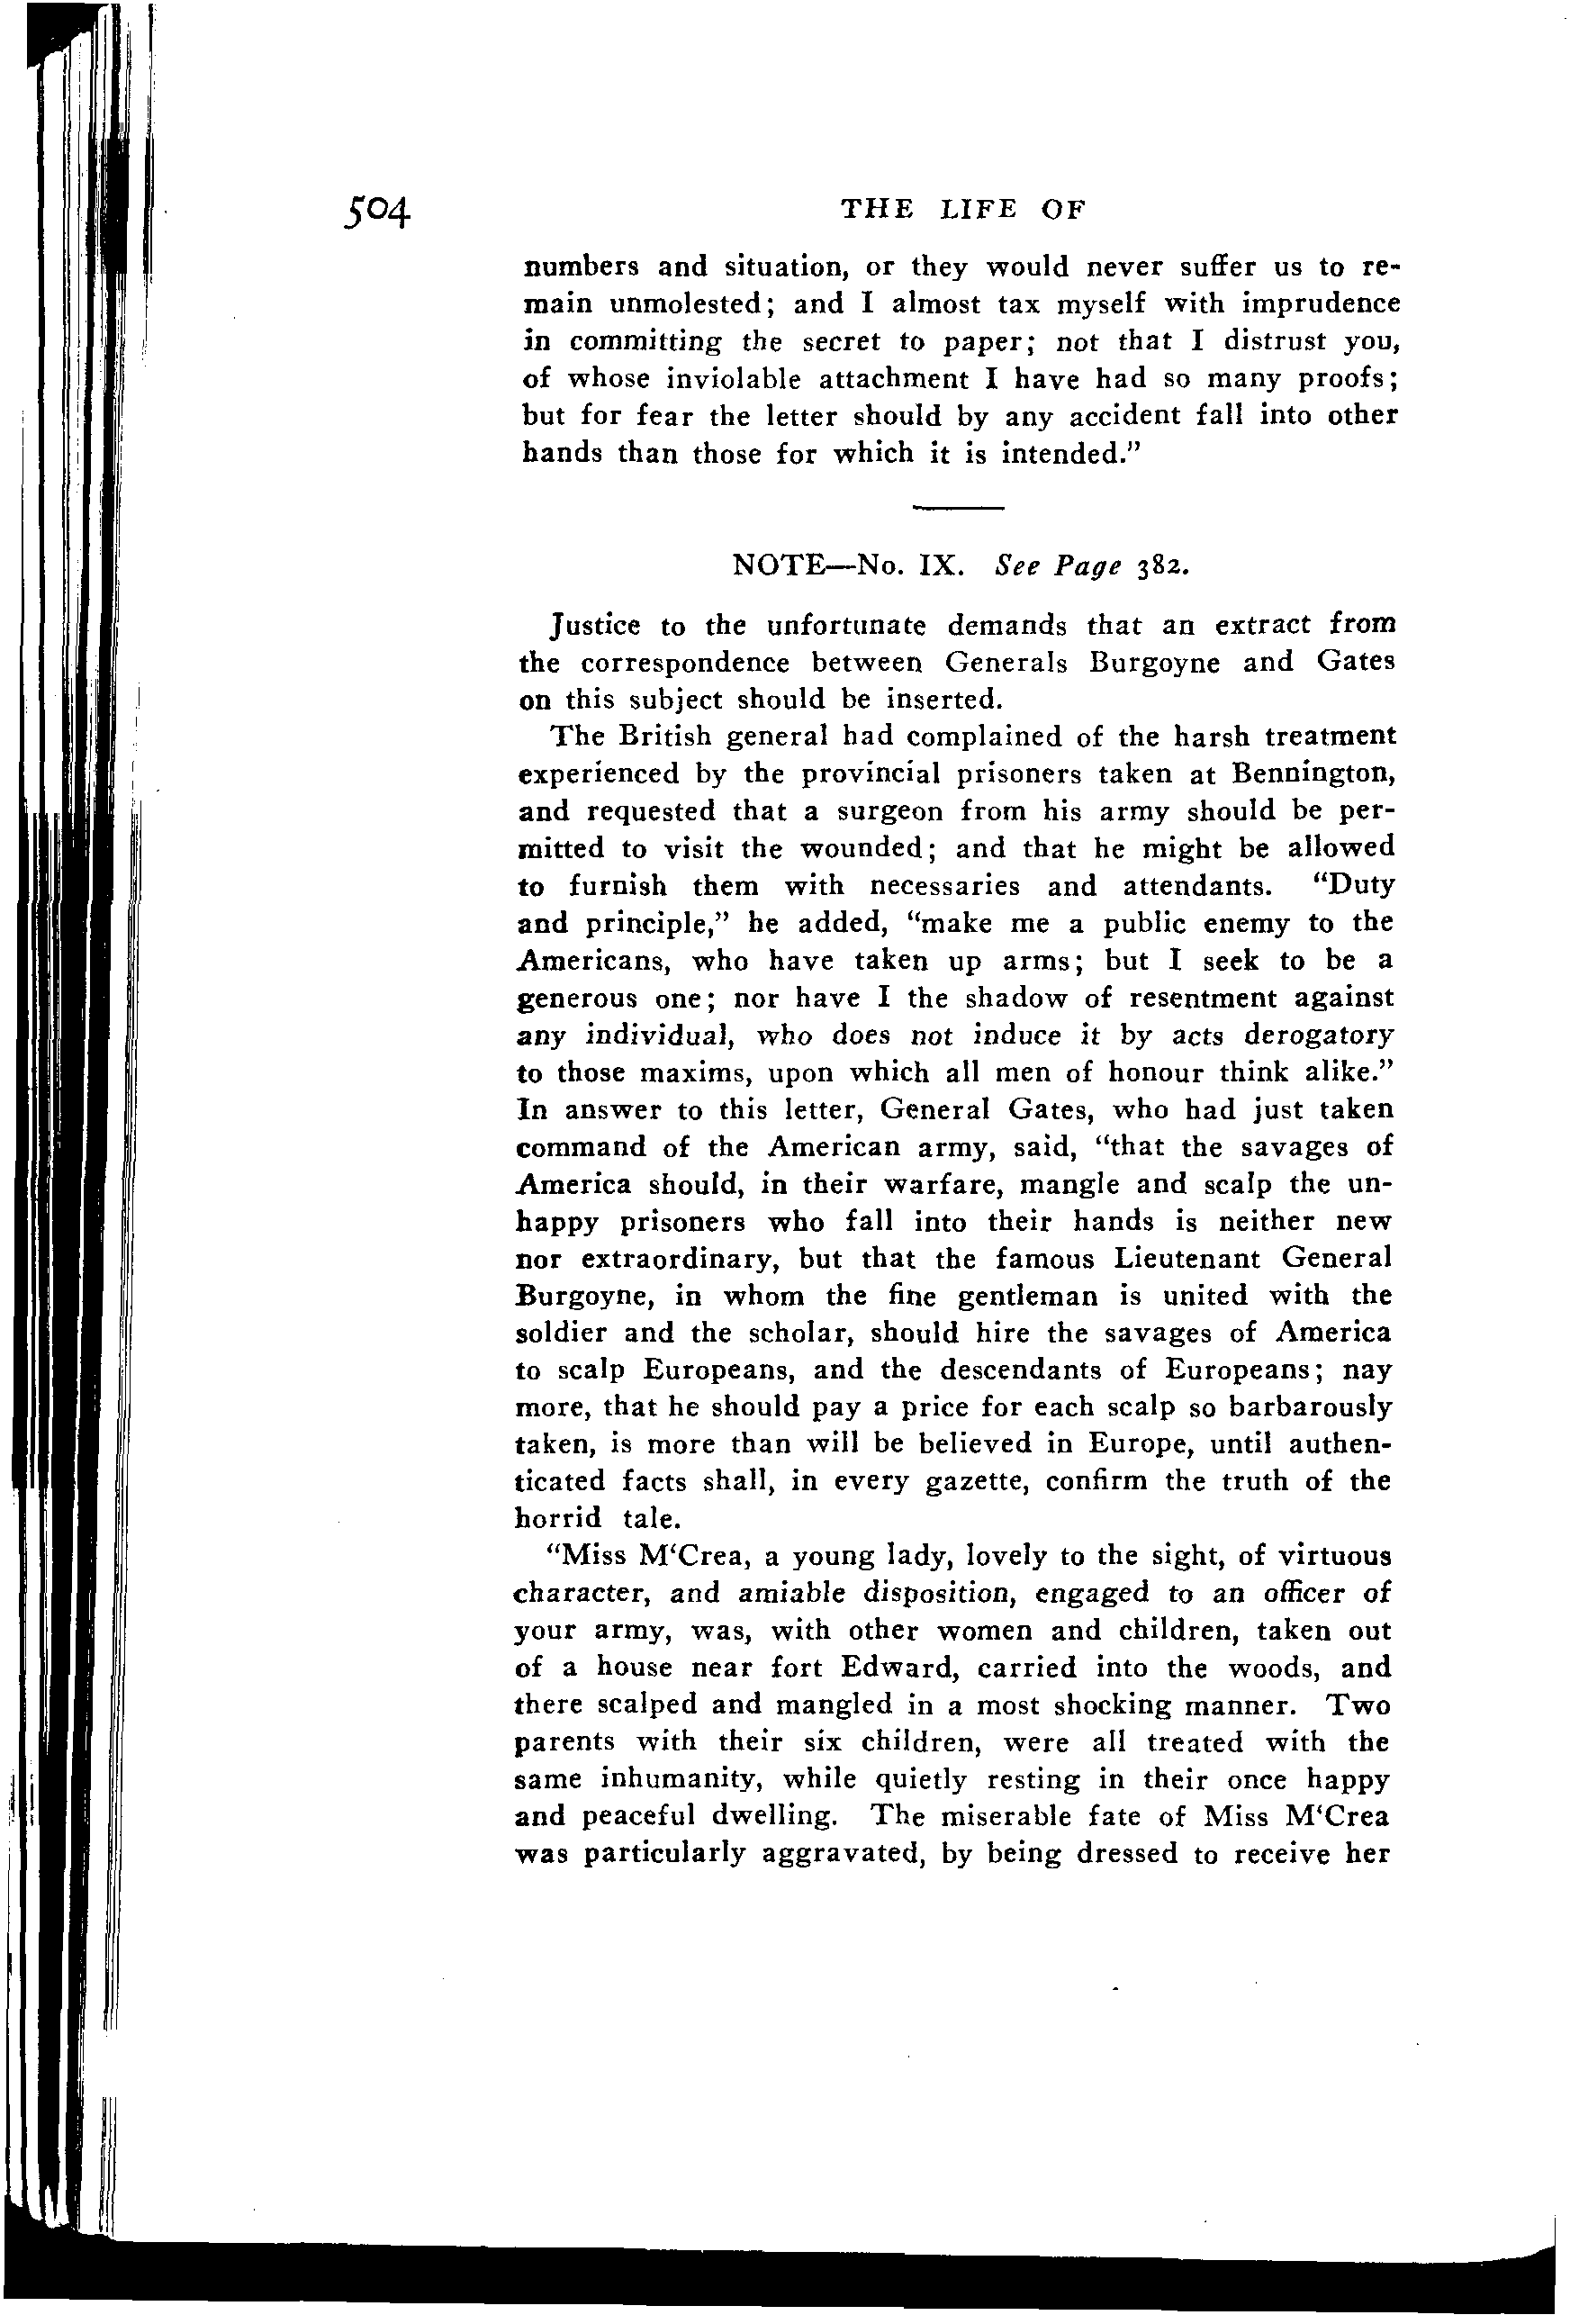 504 THE LIFE OF
numbers and situation, or they would never suffer us to re-
main unmolested; and I almost tax myself with imprudence
in committing the secret to paper; not that I distrust you,
of whose inviolable attachment I have had so many proofs;
but for fear the letter should by any accident fall into other
hands than those for which it is intended."
NOTE—No. IX. See Page 382.
Justice to the unfortunate demands that an extract from
the correspondence between Generals Burgoyne and Gates
on this subject should be inserted.
The British general had complained of the harsh treatment
experienced by the provincial prisoners taken at Bennington,
and requested that a surgeon from his army should be per-
mitted to visit the wounded; and that he might be allowed
to furnish them with necessaries and attendants. "Duty
and principle," he added, "make me a public enemy to the
Americans, who have taken up arms; but I seek to be a
generous one; nor have I the shadow of resentment against
any individual, who does not induce it by acts derogatory
to those maxims, upon which all men of honour think alike."
In answer to this letter, General Gates, who had just taken
command of the American army, said, "that the savages of
America should, in their warfare, mangle and scalp the un-
happy prisoners who fall into their hands is neither new
nor extraordinary, but that the famous Lieutenant General
Burgoyne, in whom the fine gentleman is united with the
soldier and the scholar, should hire the savages of America
to scalp Europeans, and the descendants of Europeans; nay
more, that he should pay a price for each scalp so barbarously
taken, is more than will be believed in Europe, until authen-
ticated facts shall, in every gazette, confirm the truth of the
horrid tale.
"Miss M'Crea, a young lady, lovely to the sight, of virtuous
character, and amiable disposition, engaged to an officer of
your army, was, with other women and children, taken out
of a house near fort Edward, carried into the woods, and
there scalped and mangled in a most shocking manner. Two
parents with their six children, were all treated with the
same inhumanity, while quietly resting in their once happy
and peaceful dwelling. The miserable fate of Miss M'Crea
was particularly aggravated, by being dressed to receive her